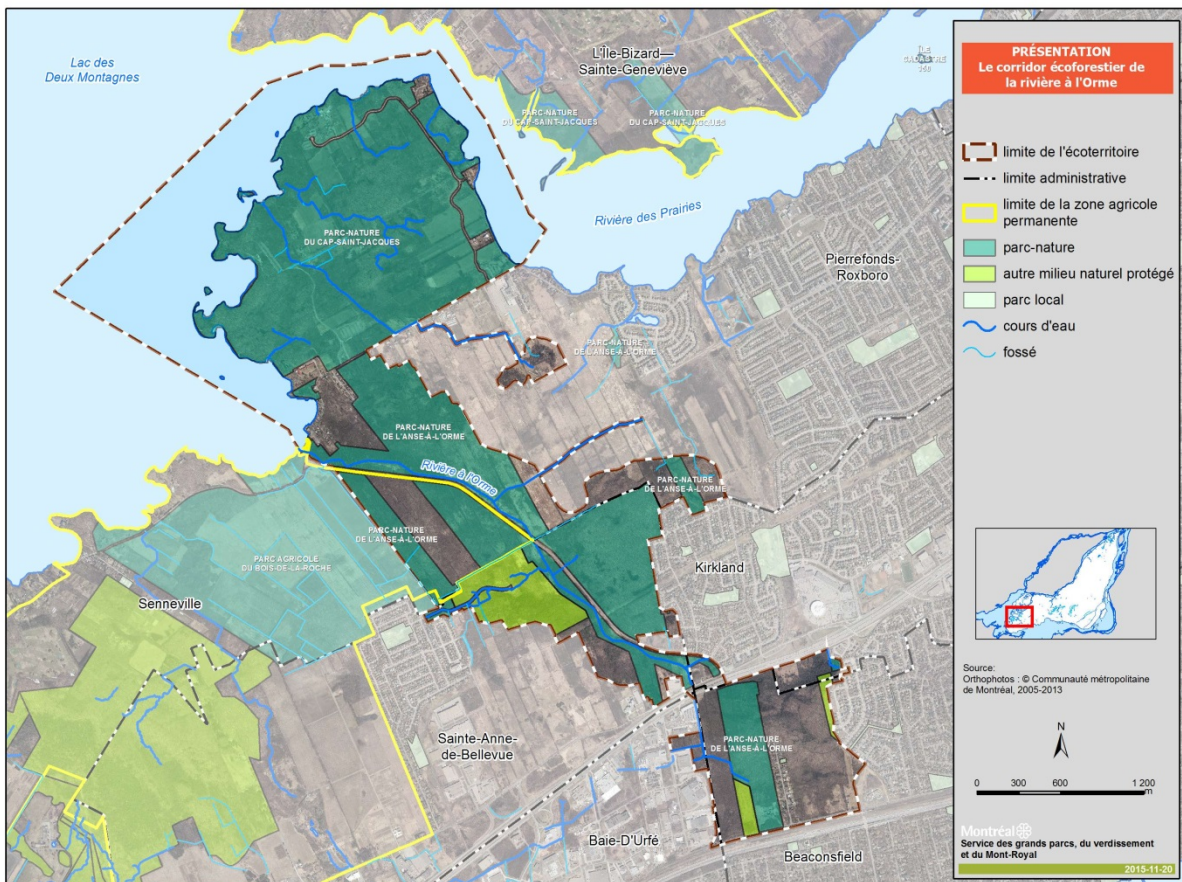 Lac des
Deux Montagnes
L'Île-Bizard—
Sainte-Geneviève
PARC-NATURE
DU CAP-SAINT-JACQUES
PARC-NATURE
DU CAP-SAINT-JACQUES
Rivière des Prairies
PARC-NATURE
DU CAP-SAINT-JACQUES
Pierrefonds-
Roxboro
PARC-NATURE
DE L'ANSE-À-L'ORME
PARC-NATURE
DE L'ANSE-À-L'ORME
Rivière à l'Orme
PARC-NATURE
DE L'ANSE-À-L'ORME
PARC-NATURE
DE L'ANSE-À-L'ORME
PARC AGRICOLE
DU BOIS-DE-LA-ROCHE
Kirkland
Senneville
Sainte-Anne-
de-Bellevue
PARC-NATURE
DE L'ANSE-À-L'ORME
Baie-D'Urfé
Beaconsfield
PRÉSENTATION
Le corridor écoforestier de
la rivière à l'Orme
limite de l'écoterritoire
limite administrative
limite de la zone agricole
permanente
parc-nature
autre milieu naturel protégé
parc local
cours d'eau
fossé
Source:
Orthophotos : © Communauté métropolitaine
de Montréal, 2005-2013
N
0 300 600 1 200
m
Montréal
Service des grands parcs, du verdissement
et du Mont-Royal
2015-11-20